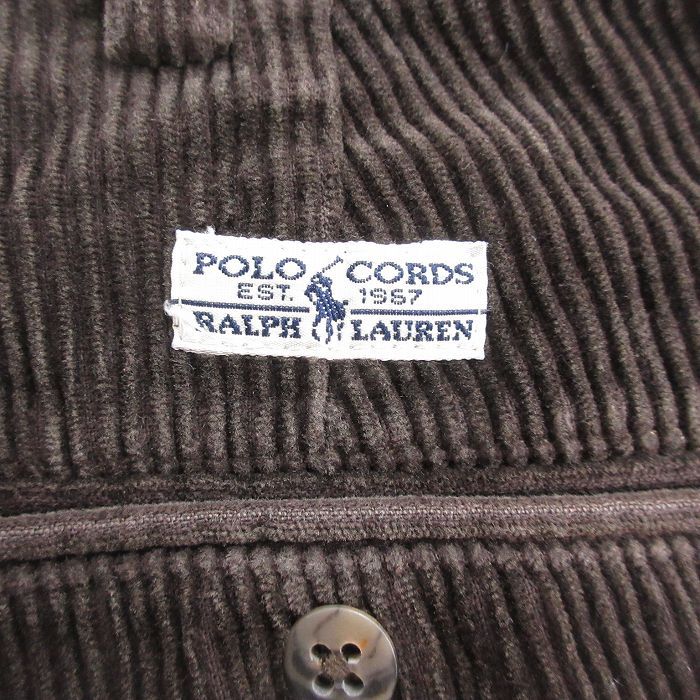 POLO CORDS
EST. 1967
RALPH LAUREN